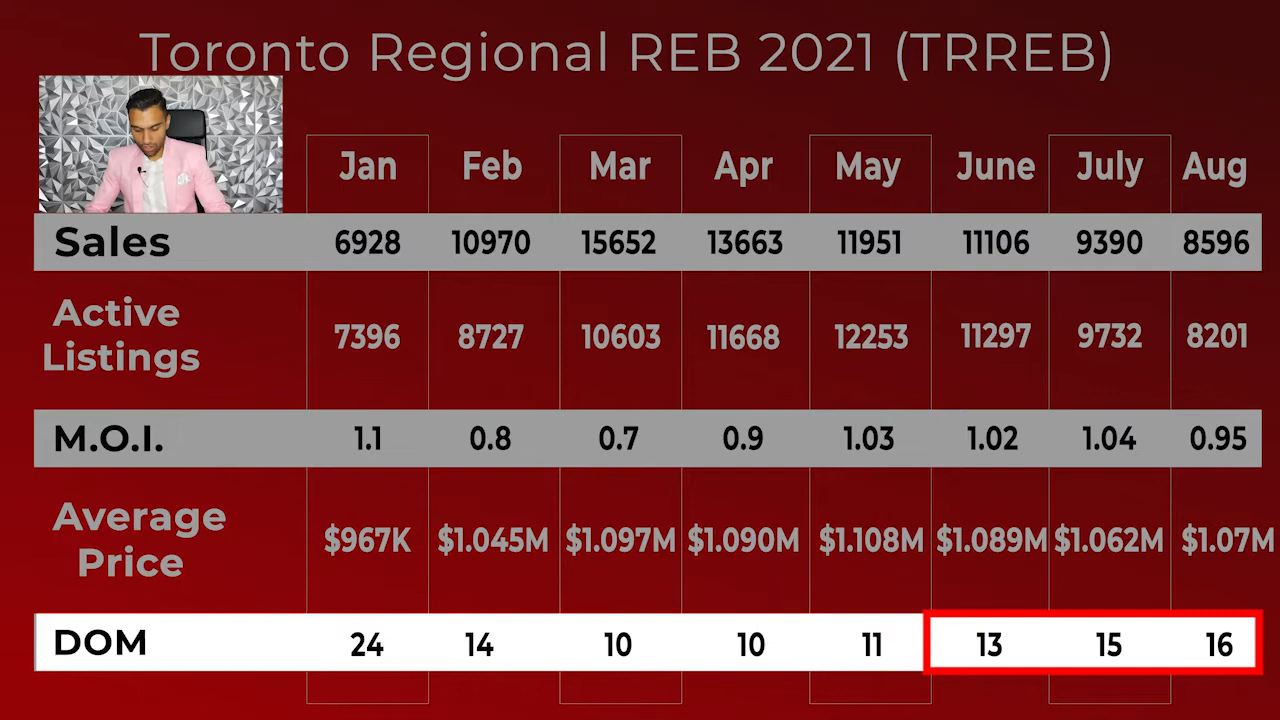 Toronto Regional REB 2021 (TRREB)
Jan Feb Mar Apr May June July Aug
Sales 6928 10970 15652 13663 11951 11106 9390 8596
Active
Listings 7396 8727 10603 11668 12253 11297 9732 8201
M.O.I. 1.1 0.8 0.7 0.9 1.03 1.02 1.04 0.95
Average
Price $967K $1.045M $1.097M $1.090M $1.108M $1.089M $1.062M $1.07M
DOM 24 14 10 10 11 13 15 16